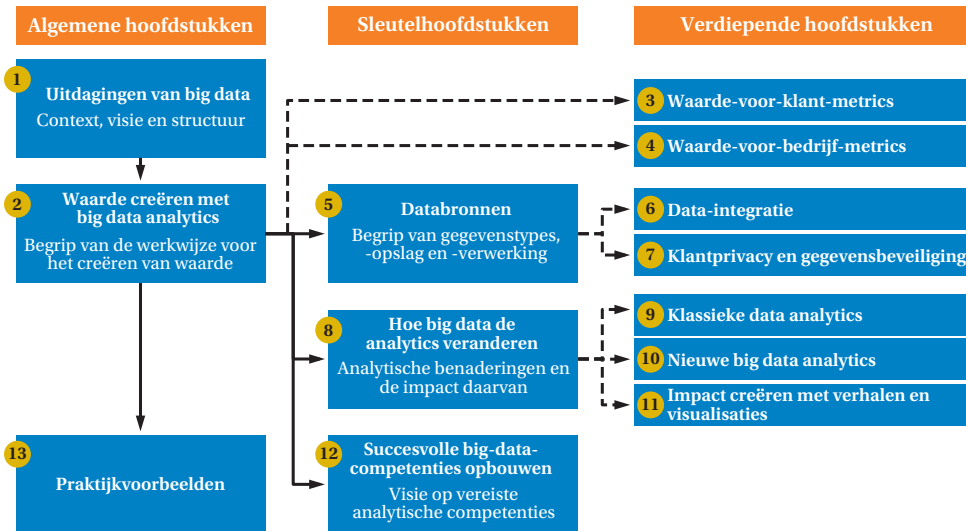 Algemene hoofdstukken
Sleutelhoofdstukken
Verdiepende hoofdstukken
1
Uitdagingen van big data
Context, visie en structuur
2
Waarde creëren met
big data analytics
Begrip van de werkwijze voor
het creëren van waarde
13
Praktijkvoorbeelden
5
Databronnen
Begrip van gegevenstypes,
-opslag en -verwerking
8
Hoe big data de
analytics veranderen
Analytische benaderingen en
de impact daarvan
12
Succesvolle big-data-
competenties opbouwen
Visie op vereiste
analytische competenties
3 Waarde-voor-klant-metrics
4 Waarde-voor-bedrijf-metrics
6 Data-integratie
7 Klantprivacy en gegevensbeveiliging
9 Klassieke data analytics
10 Nieuwe big data analytics
11 Impact creëren met verhalen en
visualisaties